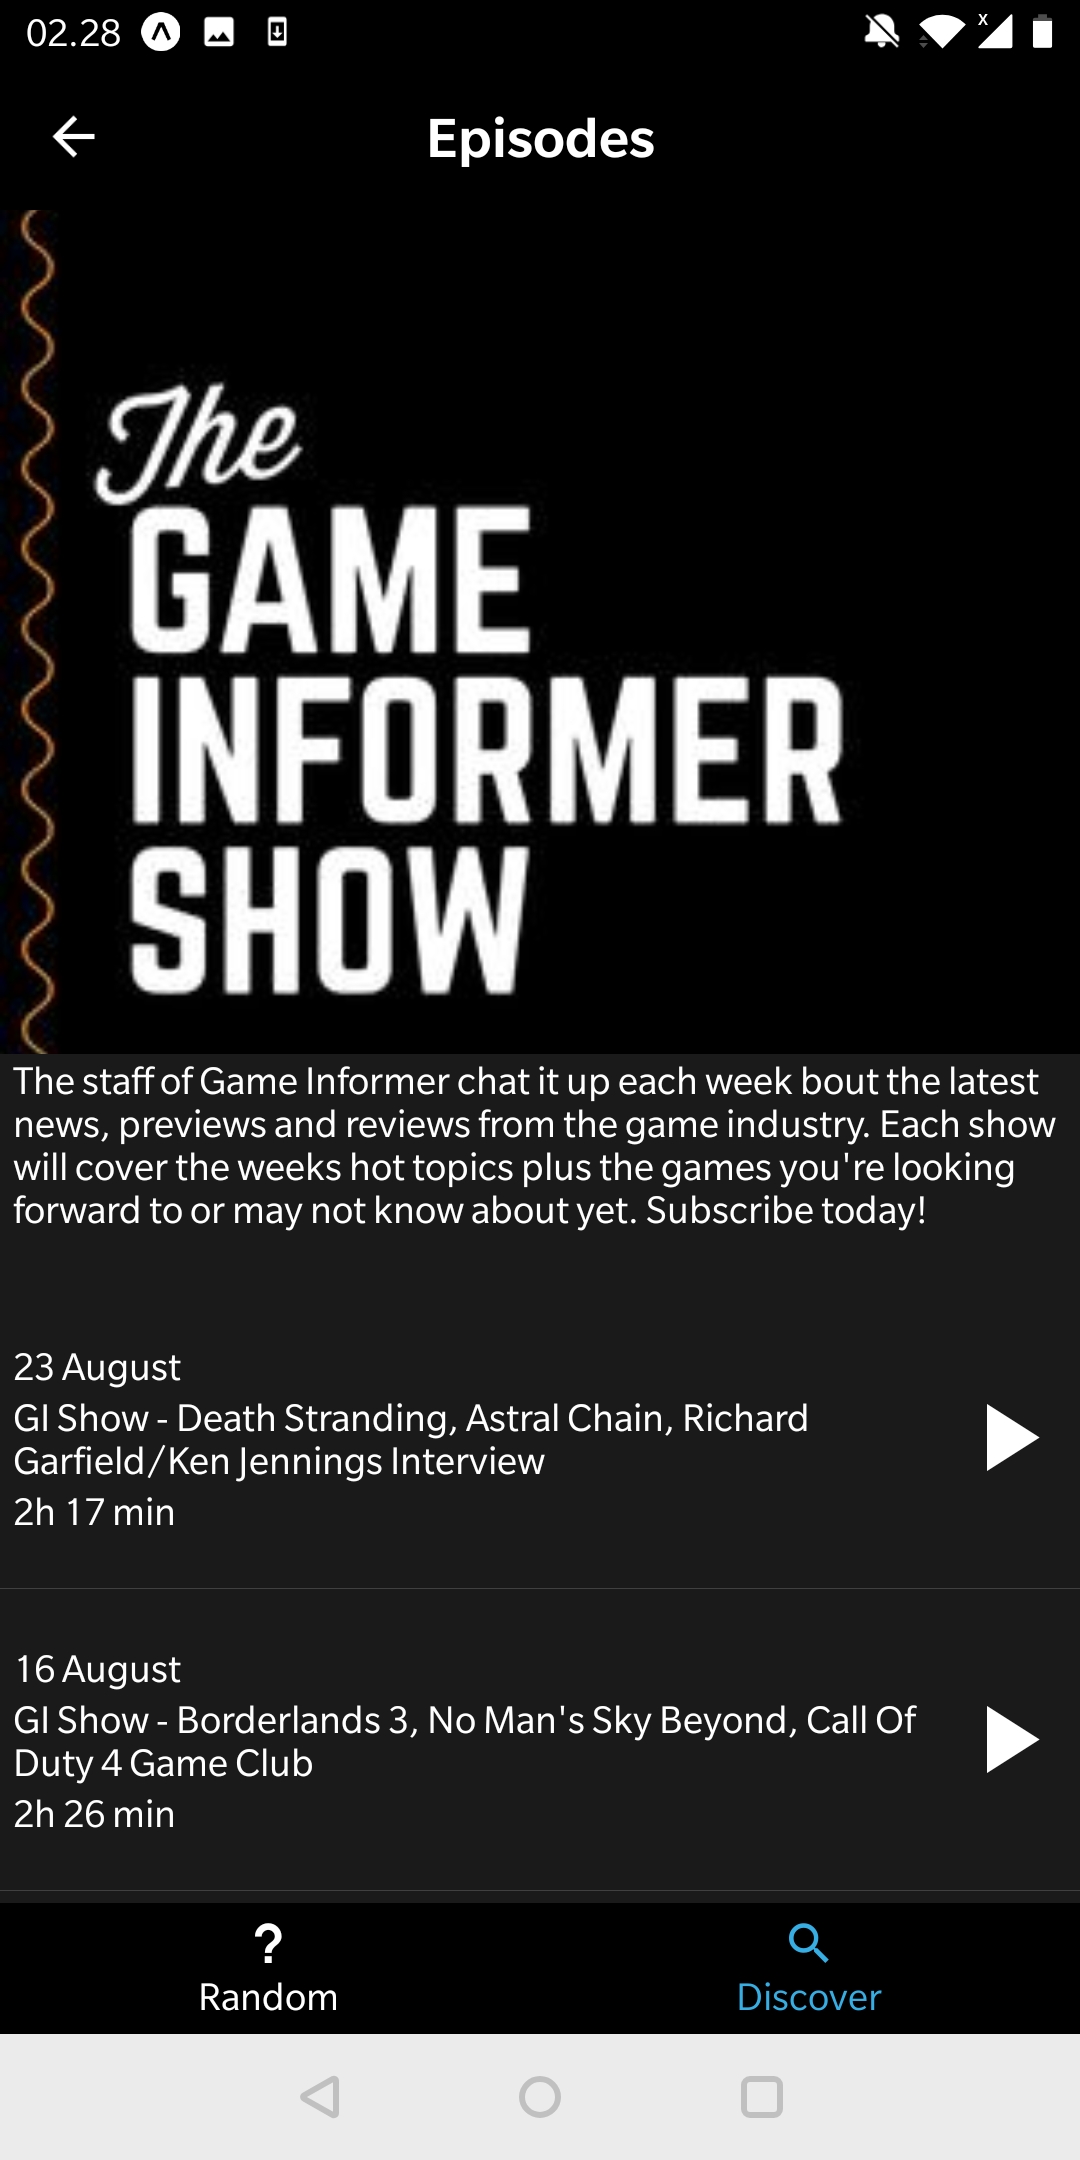 02.28
Episodes
The
GAME
INFORMER
SHOW
The staff of Game Informer chat it up each week bout the latest
news, previews and reviews from the game industry. Each show
will cover the weeks hot topics plus the games you're looking
forward to or may not know about yet. Subscribe today!
23 August
GI Show - Death Stranding, Astral Chain, Richard
Garfield/Ken Jennings Interview
2h 17 min
16 August
GI Show - Borderlands 3, No Man's Sky Beyond, Call Of
Duty 4 Game Club
2h 26 min
Random
Discover